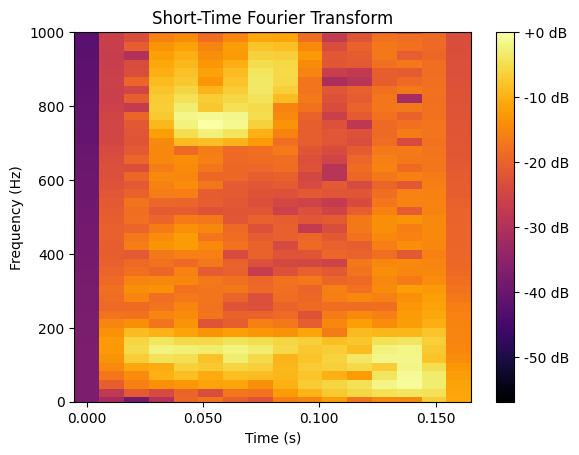 Short-Time Fourier Transform
1000
800
600
400
200
0
Frequency (Hz)
0.000
0.050
0.100
0.150
Time (s)
+0 dB
-10 dB
-20 dB
-30 dB
-40 dB
-50 dB